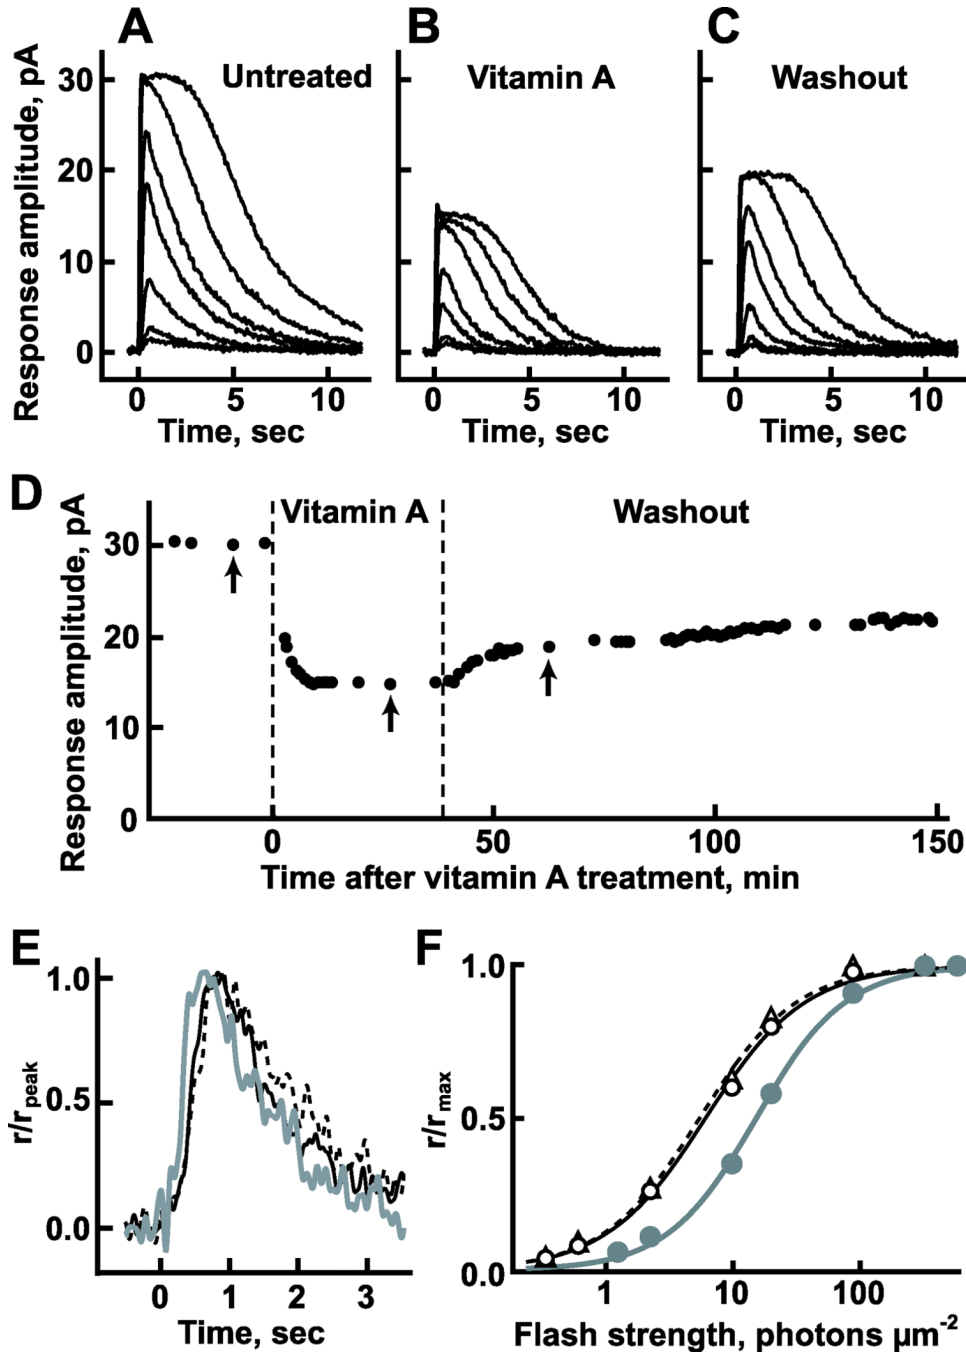 A
B
C
Untreated
Vitamin A
Washout
Response amplitude, pA
30
20
10
0
0 5 10
0 5 10
0 5 10
Time, sec
Time, sec
Time, sec
D
Vitamin A
Washout
Response amplitude, pA
30
20
10
0
0 50 100 150
Time after vitamin A treatment, min
E
r/rpeak
1.0
0.5
0.0
0 1 2 3
Time, sec
F
r/rmax
1.0
0.5
0.0
1 10 100
Flash strength, photons µm-2